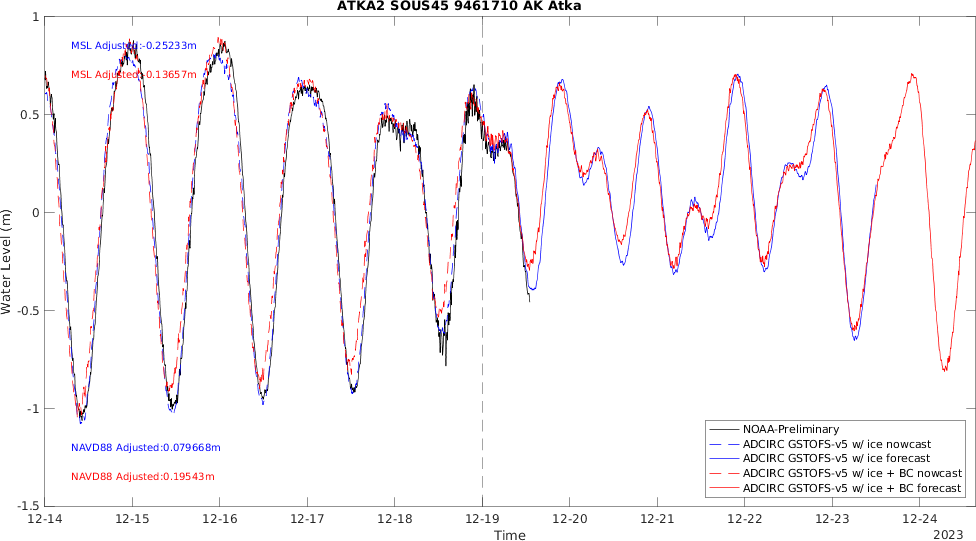 ATKA2 SOUS45 9461710 AK Atka
1
MSL Adjusted:-0.25233m
MSL Adjusted:-0.13657m
0.5
0
Water Level (m)
-0.5
-1
NAVD88 Adjusted:0.079668m
NAVD88 Adjusted:0.19543m
-1.5
NOAA-Preliminary
ADCIRC GSTOFS-v5 w/ ice nowcast
ADCIRC GSTOFS-v5 w/ ice forecast
ADCIRC GSTOFS-v5 w/ ice + BC nowcast
ADCIRC GSTOFS-v5 w/ ice + BC forecast
12-14 12-15 12-16 12-17 12-18 12-19 12-20 12-21 12-22 12-23 12-24
Time
2023